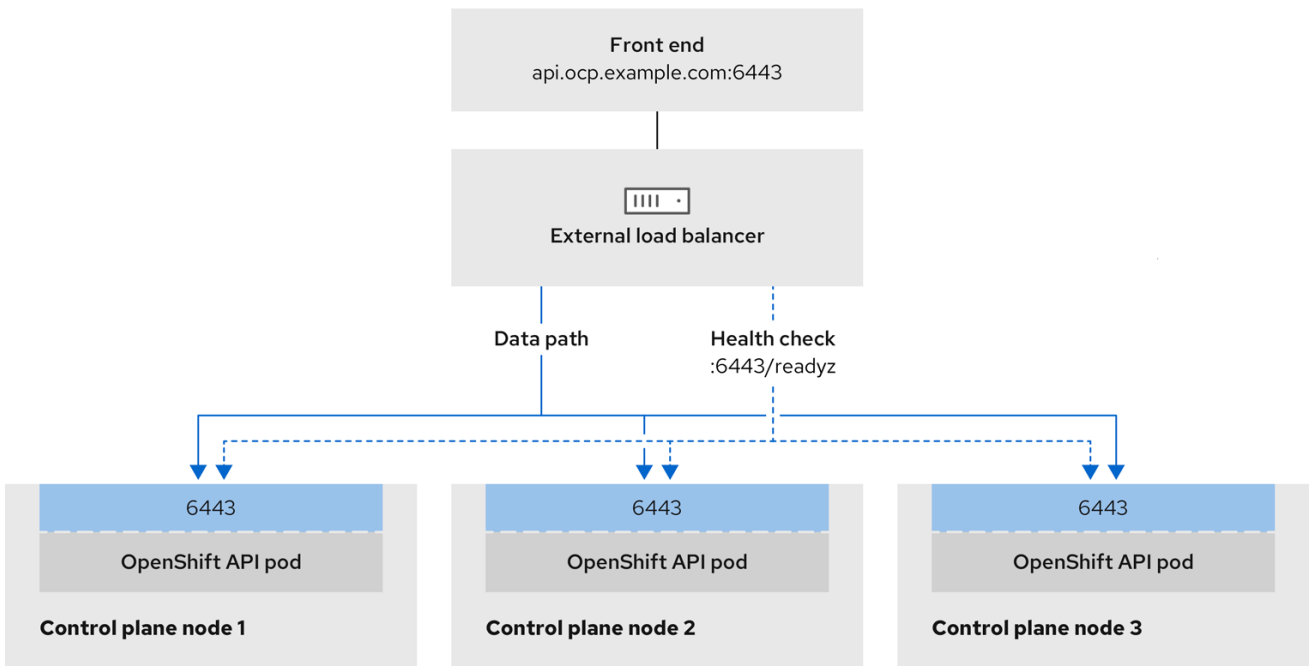 Front end
api.ocp.example.com:6443
External load balancer
Data path
Health check
:6443/readyz
6443
OpenShift API pod
Control plane node 1
6443
OpenShift API pod
Control plane node 2
6443
OpenShift API pod
Control plane node 3